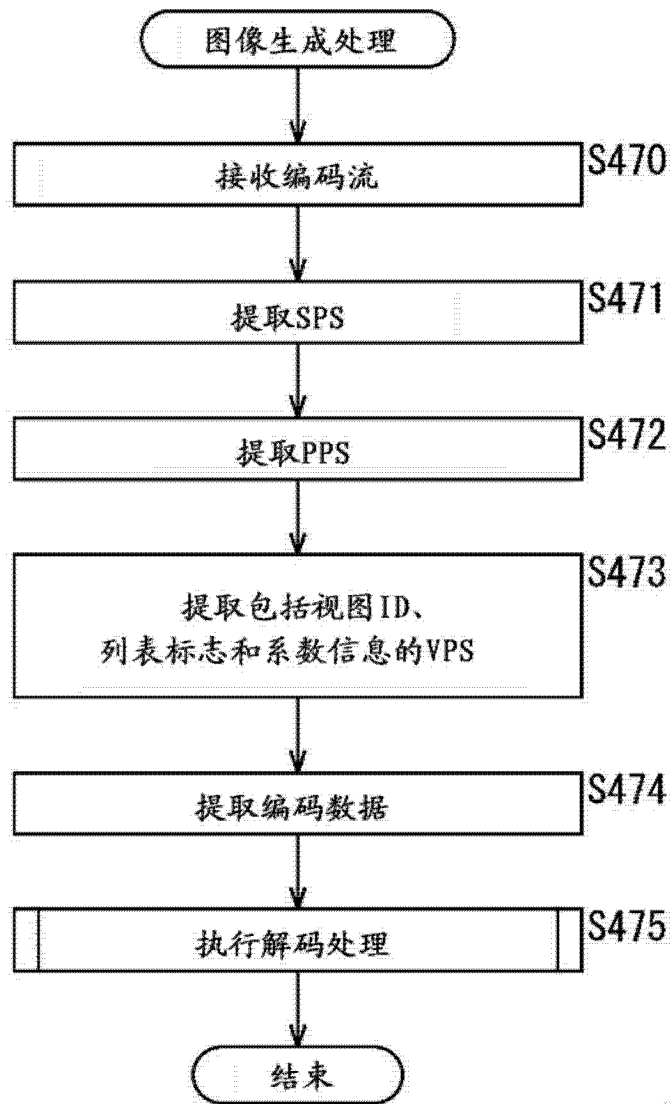 图像生成处理
接收编码流
S470
提取SPS
S471
提取PPS
S472
提取包括视图ID、
列表标志和系数信息的VPS
S473
提取编码数据
S474
执行解码处理
S475
结束